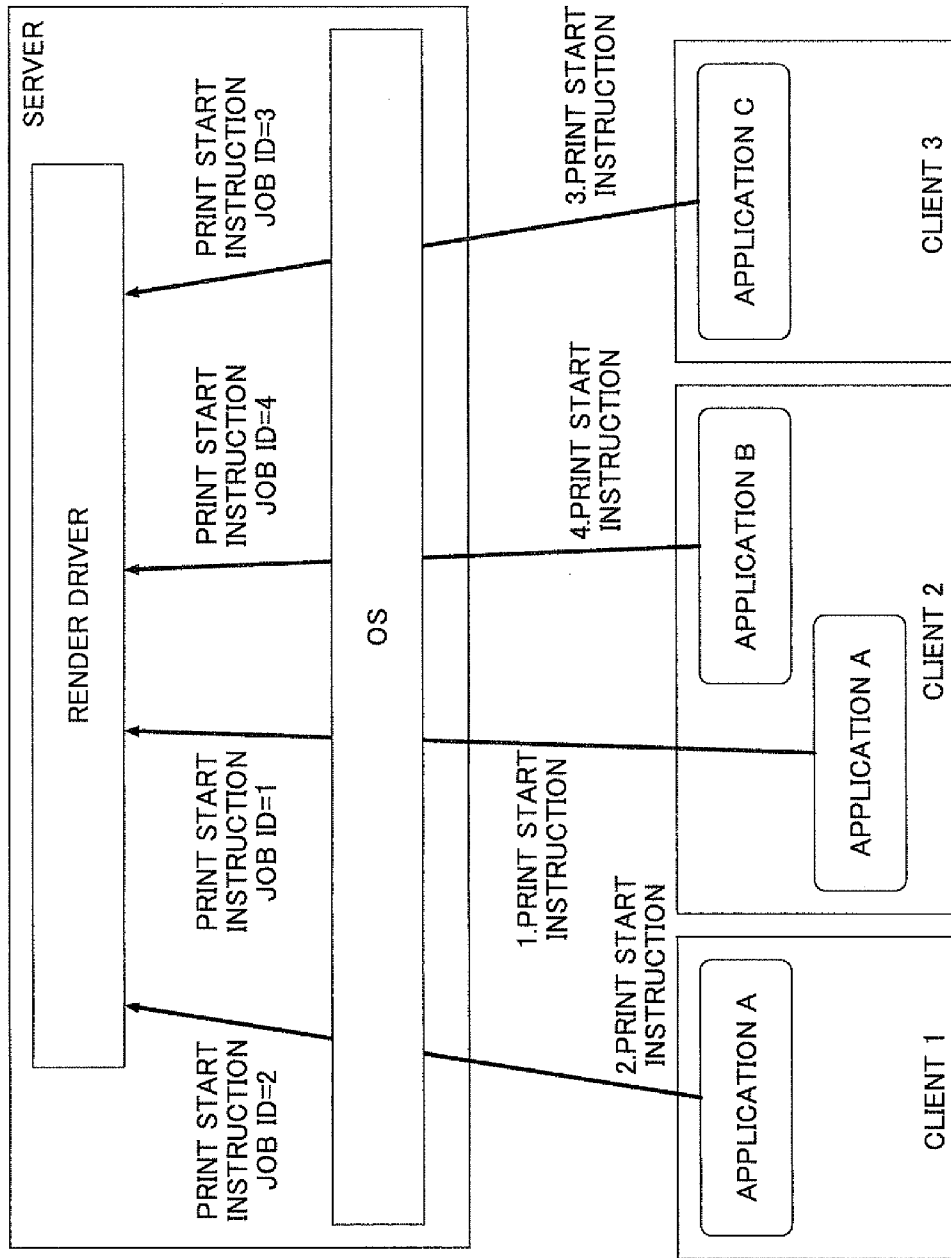 SERVER
RENDER DRIVER
PRINT START
INSTRUCTION
JOB ID=2
PRINT START
INSTRUCTION
JOB ID=1
PRINT START
INSTRUCTION
JOB ID=4
PRINT START
INSTRUCTION
JOB ID=3
OS
2.PRINT START
INSTRUCTION
1.PRINT START
INSTRUCTION
4.PRINT START
INSTRUCTION
3.PRINT START
INSTRUCTION
APPLICATION A
CLIENT 1
APPLICATION A
APPLICATION B
CLIENT 2
APPLICATION C
CLIENT 3